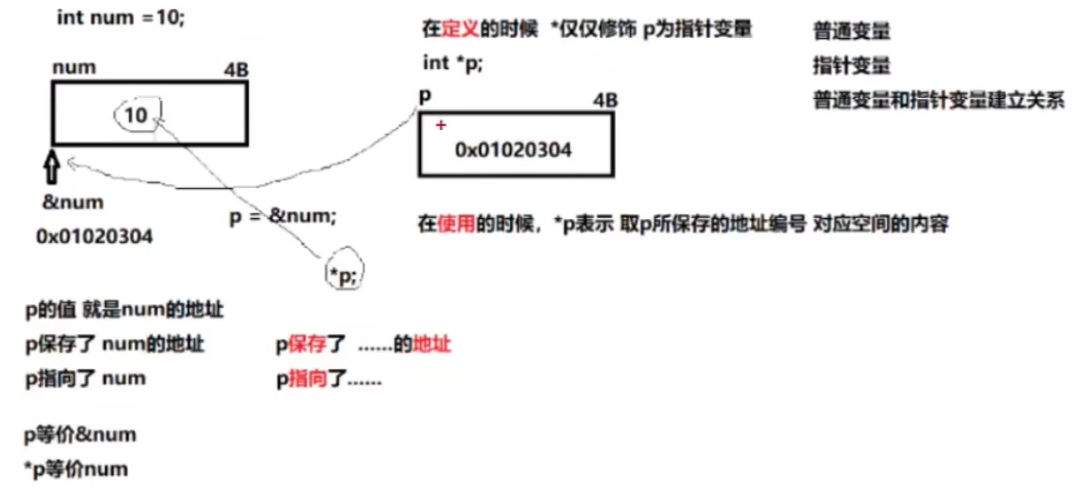 int num =10;
num 4B
10
&num
0x01020304
p = &num;
*p;
在定义的时候 *仅仅修饰 p为指针变量
int *p;
p 4B
0x01020304
在使用的时候，*p表示 取p所保存的地址编号 对应空间的内容
普通变量
指针变量
普通变量和指针变量建立关系
p的值 就是num的地址
p保存了 num的地址 p保存了 ......的地址
p指向了 num p指向了......
p等价&num
*p等价num